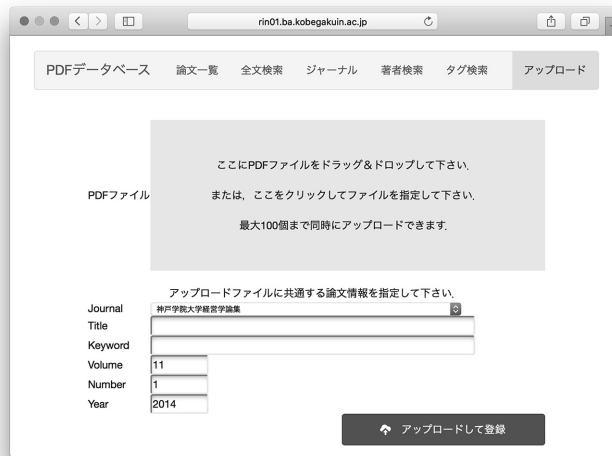 rin01.ba.kobegakuin.ac.jp
PDFデータベース 論文一覧 全文検索 ジャーナル 著者検索 タグ検索 アップロード
ここにPDFファイルをドラッグ＆ドロップして下さい.
PDFファイル または，ここをクリックしてファイルを指定して下さい.
最大100個まで同時にアップロードできます.
アップロードファイルに共通する論文情報を指定して下さい.
Journal 神戸学院大学経営学論集
Title
Keyword
Volume 11
Number 1
Year 2014
アップロードして登録